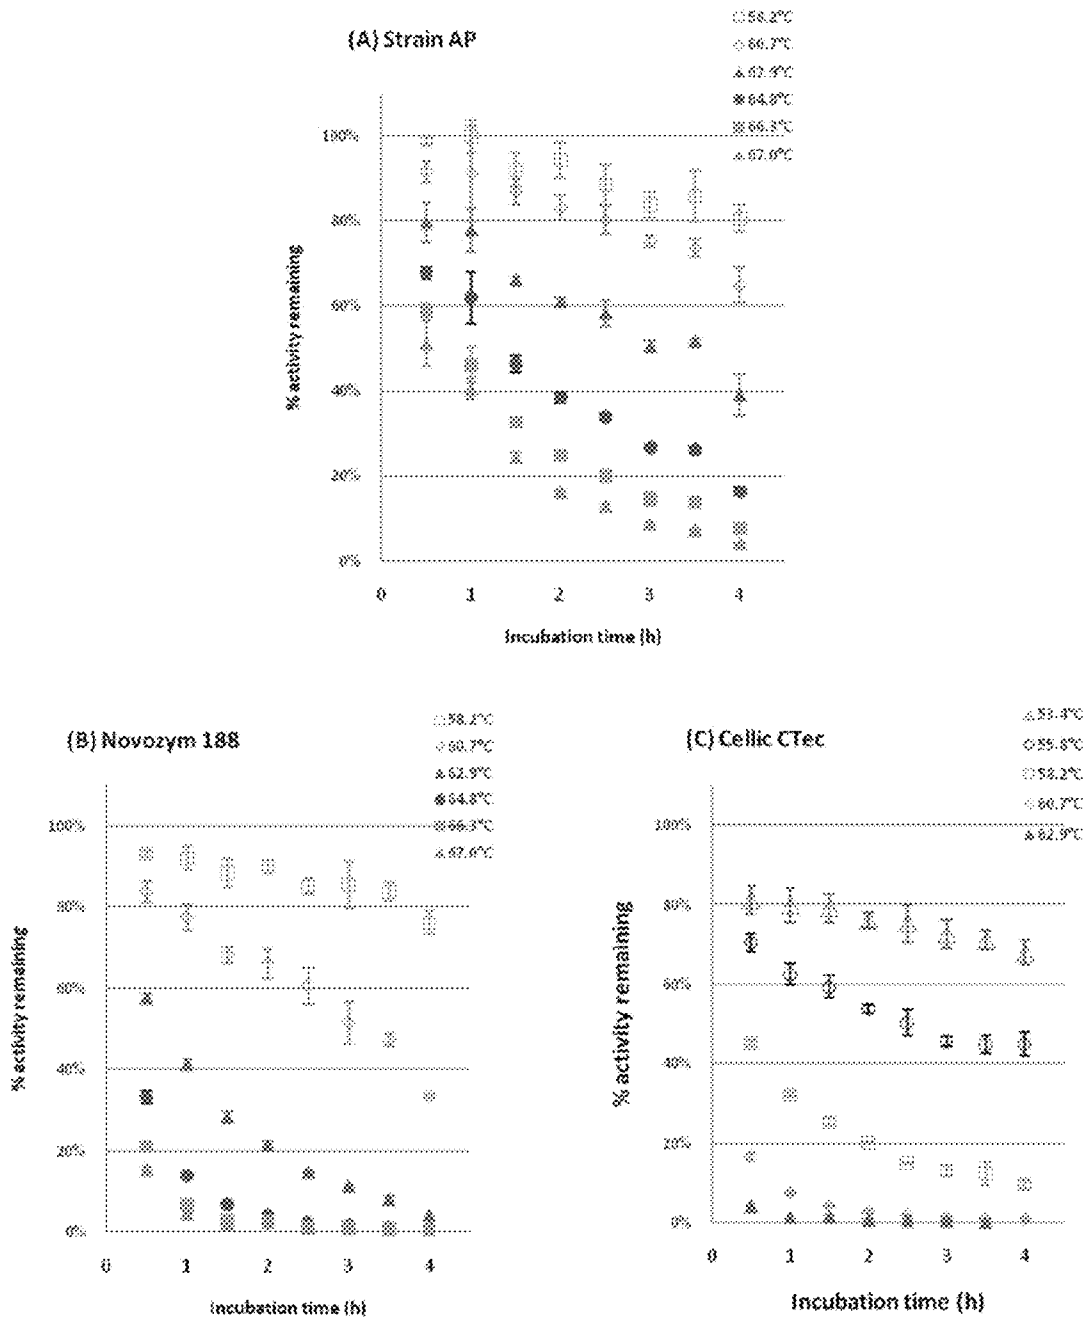 (A) Strain AP
58.2°C
60.7°C
62.9°C
64.8°C
66.3°C
67.0°C
100%
80%
60%
40%
20%
0%
% activity remaining
0 1 2 3 4
Incubation time (h)
(B) Novozym 188
58.2°C
60.7°C
62.9°C
64.8°C
66.3°C
67.0°C
100%
80%
60%
40%
20%
0%
% activity remaining
0 1 2 3 4
Incubation time (h)
(C) Cellic CTec
53.4°C
55.8°C
58.2°C
60.7°C
62.9°C
100%
80%
60%
40%
20%
0%
% activity remaining
0 1 2 3 4
Incubation time (h)